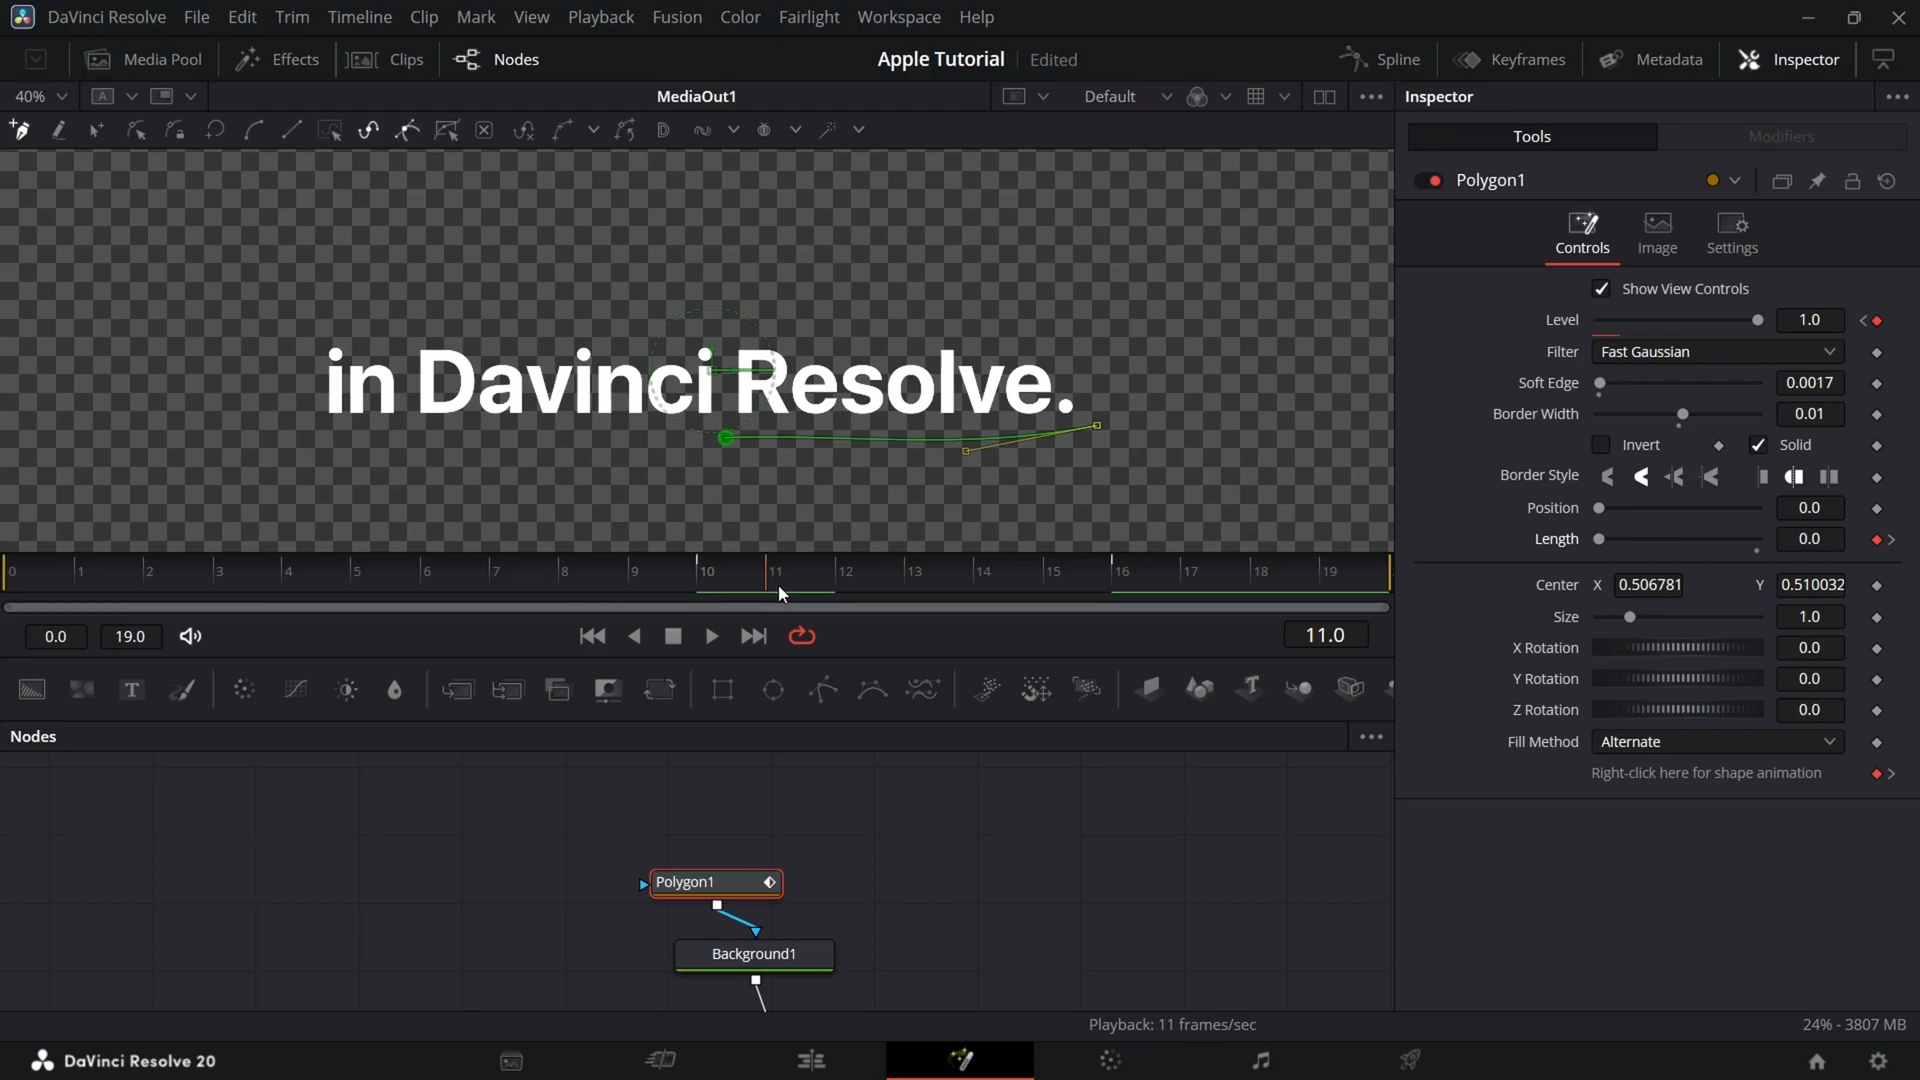 DaVinci Resolve File Edit Trim Timeline Clip Mark View Playback Fusion Color Fairlight Workspace Help
Media Pool Effects Clips Nodes Apple Tutorial Edited Spline Keyframes Metadata Inspector
40% A MediaOut1 Default Inspector
Tools Modifiers
Polygon1
Controls Image Settings
Show View Controls
Level 1.0
Filter Fast Gaussian
Soft Edge 0.0017
Border Width 0.01
Invert Solid
Border Style
Position 0.0
Length 0.0
Center X 0.506781 Y 0.510032
Size 1.0
X Rotation 0.0
Y Rotation 0.0
Z Rotation 0.0
Fill Method Alternate
Right-click here for shape animation
in Davinci Resolve.
0 1 2 3 4 5 6 7 8 9 10 11 12 13 14 15 16 17 18 19
0.0 19.0 11.0
T
T
Nodes
Polygon1
Background1
Playback: 11 frames/sec 24% - 3807 MB
DaVinci Resolve 20